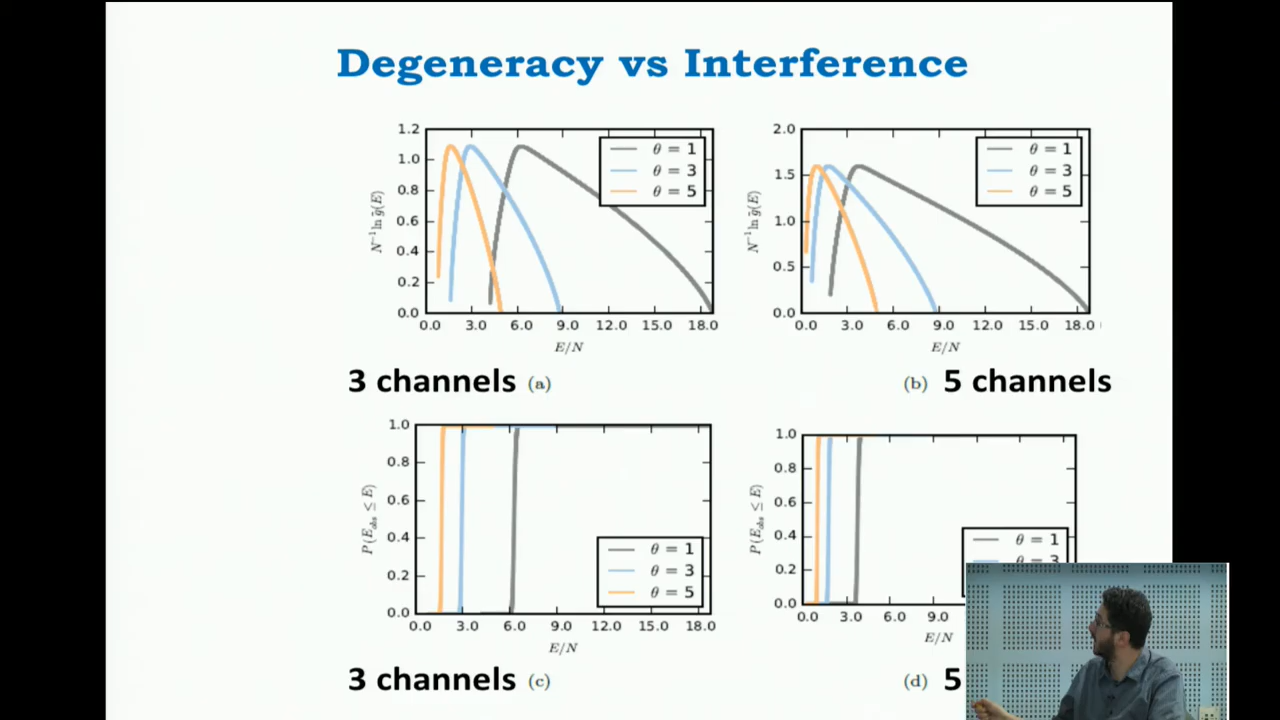 Degeneracy vs Interference
1.2
1.0
0.8
0.6
0.4
0.2
0.0
N⁻¹ ln g̃(E)
θ = 1
θ = 3
θ = 5
0.0 3.0 6.0 9.0 12.0 15.0 18.0
E/N
3 channels (a)
2.0
1.5
1.0
0.5
0.0
N⁻¹ ln g̃(E)
θ = 1
θ = 3
θ = 5
0.0 3.0 6.0 9.0 12.0 15.0 18.0
E/N
(b) 5 channels
1.0
0.8
0.6
0.4
0.2
0.0
P(E_obs ≤ E)
θ = 1
θ = 3
θ = 5
0.0 3.0 6.0 9.0 12.0 15.0 18.0
E/N
3 channels (c)
1.0
0.8
0.6
0.4
0.2
0.0
P(E_obs ≤ E)
θ = 1
θ = 3
0.0 3.0 6.0 9.0
E/N
(d) 5